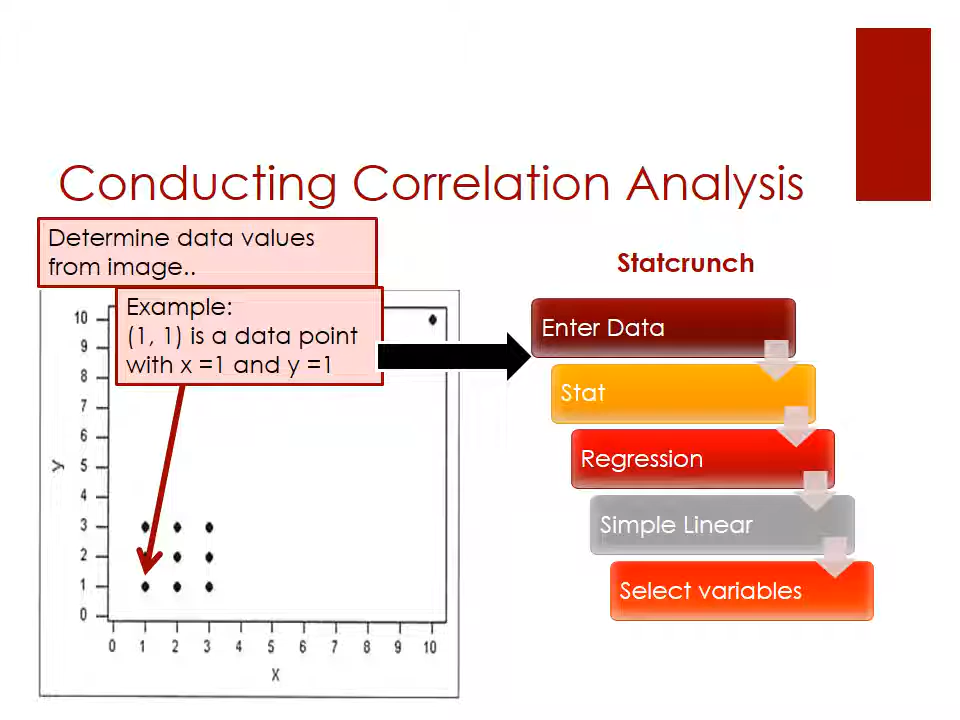 Conducting Correlation Analysis
Determine data values
from image..
Example:
(1, 1) is a data point
with x =1 and y =1
Statcrunch
Enter Data
Stat
Regression
Simple Linear
Select variables
10
9
8
7
6
5
4
3
2
1
0
y
0 1 2 3 4 5 6 7 8 9 10
x